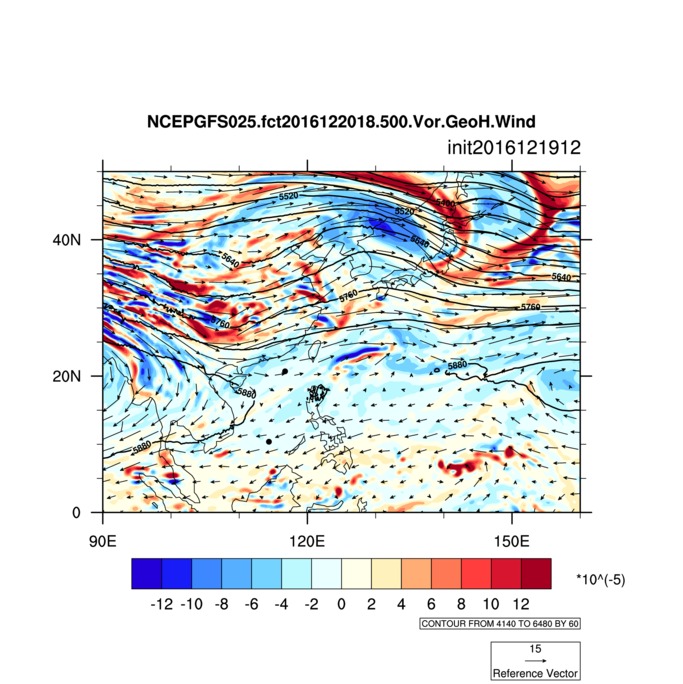 NCEPGFS025.fct2016122018.500.Vor.GeoH.Wind
init2016121912
5520
5400
5520
5640
5640
40N
5640
5760
5760
5760
5880
20N
5880
5880
0
90E 120E 150E
-12 -10 -8 -6 -4 -2 0 2 4 6 8 10 12
*10^(-5)
CONTOUR FROM 4140 TO 6480 BY 60
15
Reference Vector